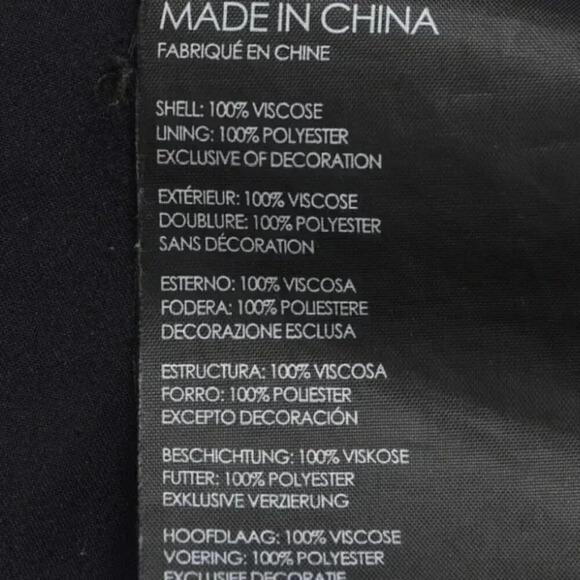 MADE IN CHINA
FABRIQUÉ EN CHINE
SHELL: 100% VISCOSE
LINING: 100% POLYESTER
EXCLUSIVE OF DECORATION
EXTÉRIEUR: 100% VISCOSE
DOUBLURE: 100% POLYESTER
SANS DÉCORATION
ESTERNO: 100% VISCOSA
FODERA: 100% POLIESTERE
DECORAZIONE ESCLUSA
ESTRUCTURA: 100% VISCOSA
FORRO: 100% POLIESTER
EXCEPTO DECORACIÓN
BESCHICHTUNG: 100% VISKOSE
FUTTER: 100% POLYESTER
EXKLUSIVE VERZIERUNG
HOOFDLAAG: 100% VISCOSE
VOERING: 100% POLYESTER
EXCLUSIEF DECORATIE